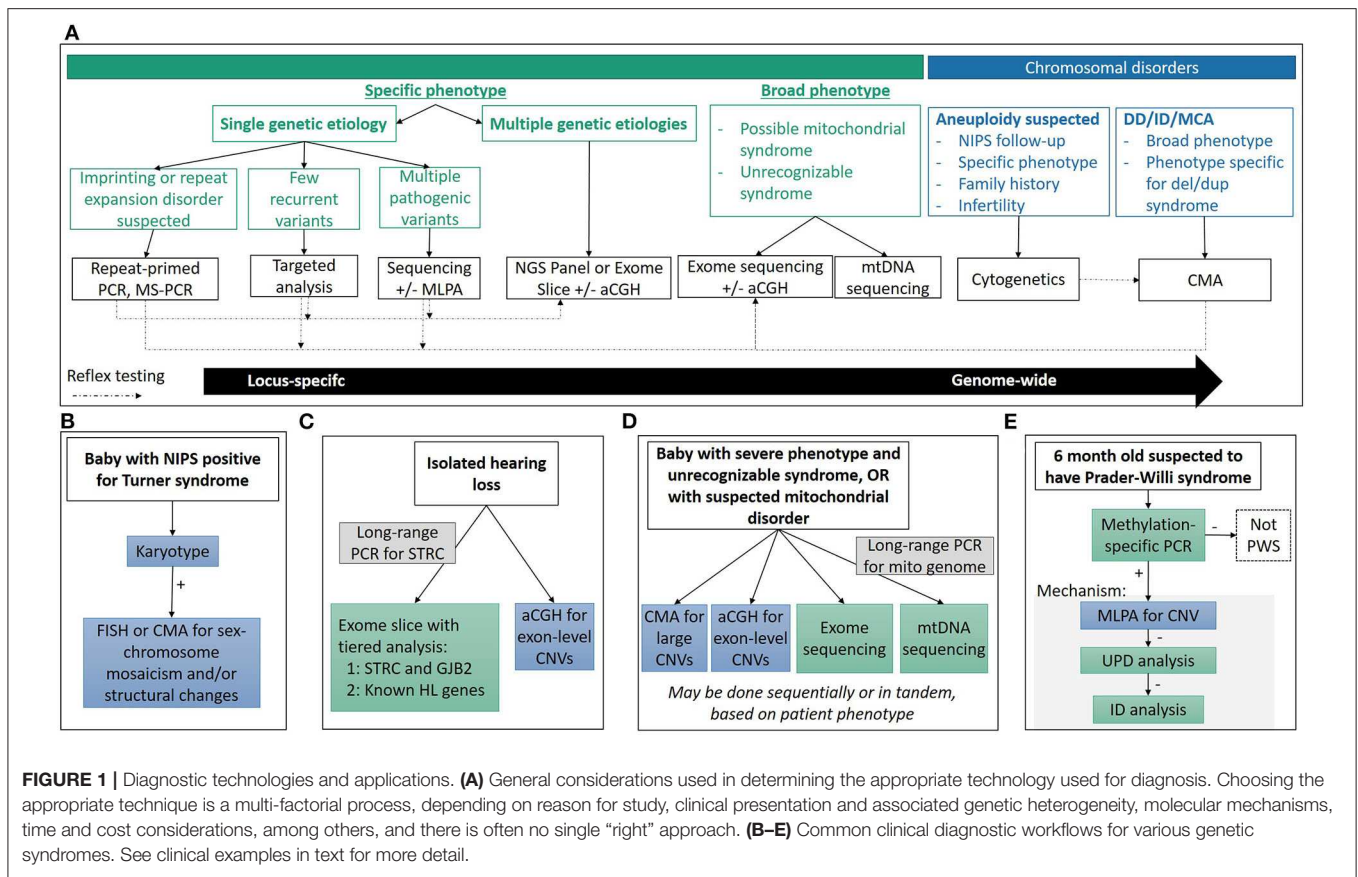 A
Chromosomal disorders
Specific phenotype
Broad phenotype
Single genetic etiology
Multiple genetic etiologies
- Possible mitochondrial
syndrome
- Unrecognizable
syndrome
Aneuploidy suspected
- NIPS follow-up
- Specific phenotype
- Family history
- Infertility
DD/ID/MCA
- Broad phenotype
- Phenotype specific
for del/dup
syndrome
Imprinting or repeat
expansion disorder
suspected
Few
recurrent
variants
Multiple
pathogenic
variants
Repeat-primed
PCR, MS-PCR
Targeted
analysis
Sequencing
+/- MLPA
NGS Panel or Exome
Slice +/- aCGH
Exome sequencing
+/- aCGH
mtDNA
sequencing
Cytogenetics
CMA
Reflex testing
Locus-specifc
Genome-wide
B
Baby with NIPS positive
for Turner syndrome
Karyotype
+
FISH or CMA for sex-
chromosome
mosaicism and/or
structural changes
C
Isolated hearing
loss
Long-range
PCR for STRC
Exome slice with
tiered analysis:
1: STRC and GJB2
2: Known HL genes
aCGH for
exon-level
CNVs
D
Baby with severe phenotype and
unrecognizable syndrome, OR
with suspected mitochondrial
disorder
Long-range PCR
for mito genome
CMA for
large
CNVs
aCGH for
exon-level
CNVs
Exome
sequencing
mtDNA
sequencing
May be done sequentially or in tandem,
based on patient phenotype
E
6 month old suspected to
have Prader-Willi syndrome
Methylation-
specific PCR
-
Not
PWS
+
Mechanism:
MLPA for CNV
-
UPD analysis
-
ID analysis
FIGURE 1 | Diagnostic technologies and applications. (A) General considerations used in determining the appropriate technology used for diagnosis. Choosing the
appropriate technique is a multi-factorial process, depending on reason for study, clinical presentation and associated genetic heterogeneity, molecular mechanisms,
time and cost considerations, among others, and there is often no single “right” approach. (B–E) Common clinical diagnostic workflows for various genetic
syndromes. See clinical examples in text for more detail.